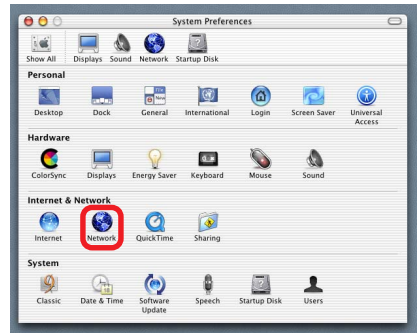 System Preferences
Show All Displays Sound Network Startup Disk
Personal
Desktop Dock General International Login Screen Saver Universal Access
Hardware
ColorSync Displays Energy Saver Keyboard Mouse Sound
Internet & Network
Internet Network QuickTime Sharing
System
Classic Date & Time Software Update Speech Startup Disk Users